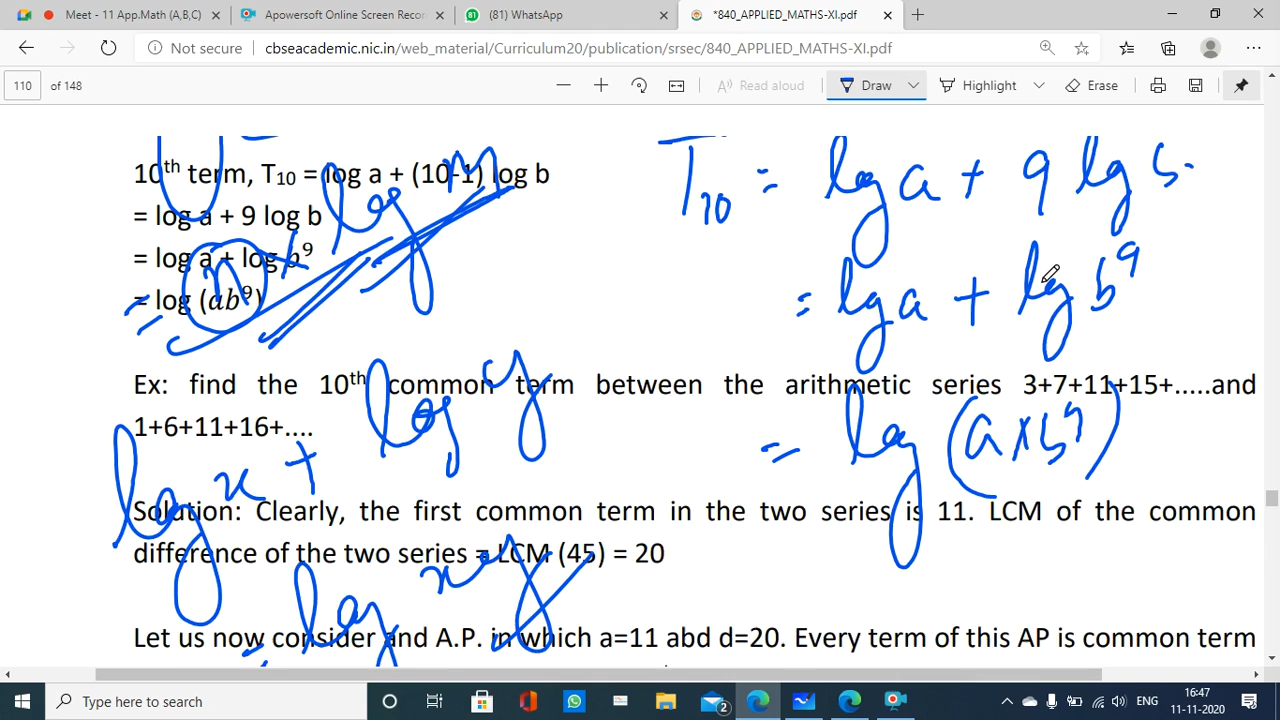 Meet - 11 App.Math (A,B,C)
Apowersoft Online Screen Recor
(81) WhatsApp
*840_APPLIED_MATHS-XI.pdf
Not secure
cbseacademic.nic.in/web_material/Curriculum20/publication/srsec/840_APPLIED_MATHS-XI.pdf
110 of 148
Read aloud
Draw
Highlight
Erase
10th term, T10 = log a + (10-1) log b
= log a + 9 log b
= log a + log b⁹
= log (ab⁹)
n × log m
T10 = log a + 9 log b.
= log a + log b⁹
= log (a × b⁹)
Ex: find the 10th common term between the arithmetic series 3+7+11+15+.....and
1+6+11+16+....
log x + log y
= log xy
Solution: Clearly, the first common term in the two series is 11. LCM of the common
difference of the two series = LCM (45) = 20
Let us now consider and A.P. in which a=11 abd d=20. Every term of this AP is common term
Type here to search
2
ENG
16:47
11-11-2020